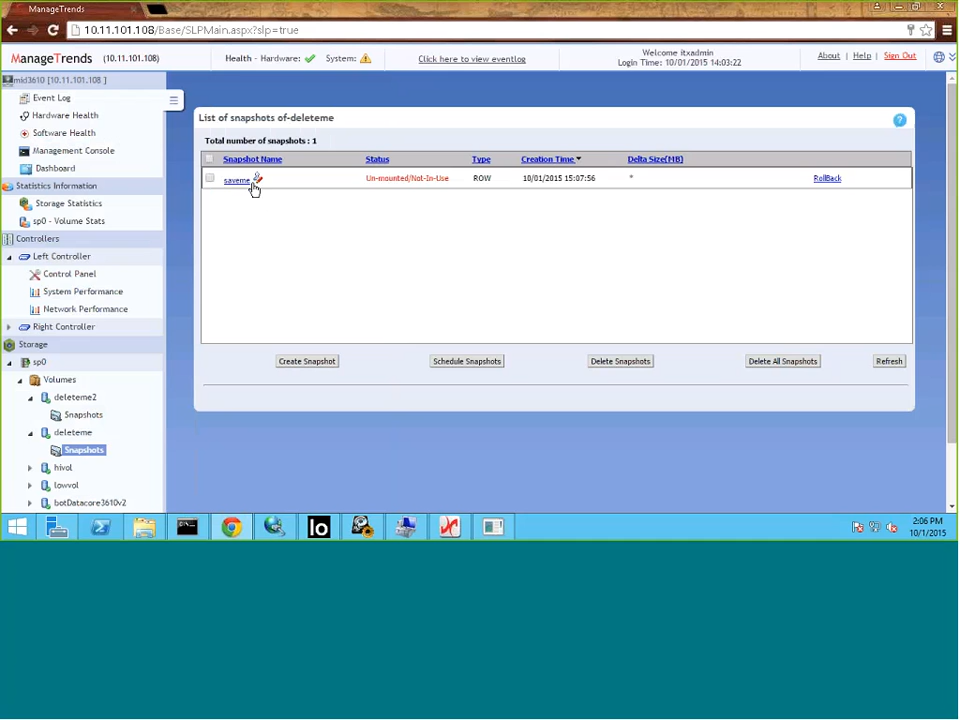 ManageTrends
10.11.101.108/Base/SLPMain.aspx?slp=true
ManageTrends (10.11.101.108)
Health - Hardware: System:
Click here to view eventlog
Welcome itxadmin
Login Time: 10/01/2015 14:03:22
About | Help | Sign Out
mid3610 [10.11.101.108 ]
Event Log
Hardware Health
Software Health
Management Console
Dashboard
Statistics Information
Storage Statistics
sp0 - Volume Stats
Controllers
Left Controller
Control Panel
System Performance
Network Performance
Right Controller
Storage
sp0
Volumes
deleteme2
Snapshots
deleteme
Snapshots
hivol
lowvol
botDatacore3610v2
List of snapshots of-deleteme
Total number of snapshots : 1
Snapshot Name Status TYPE Creation Time Delta Size(MB)
saveme Un-mounted/Not-In-Use ROW 10/01/2015 15:07:56 * RollBack
Create Snapshot Schedule Snapshots Delete Snapshots Delete All Snapshots Refresh
Io
2:06 PM
10/1/2015